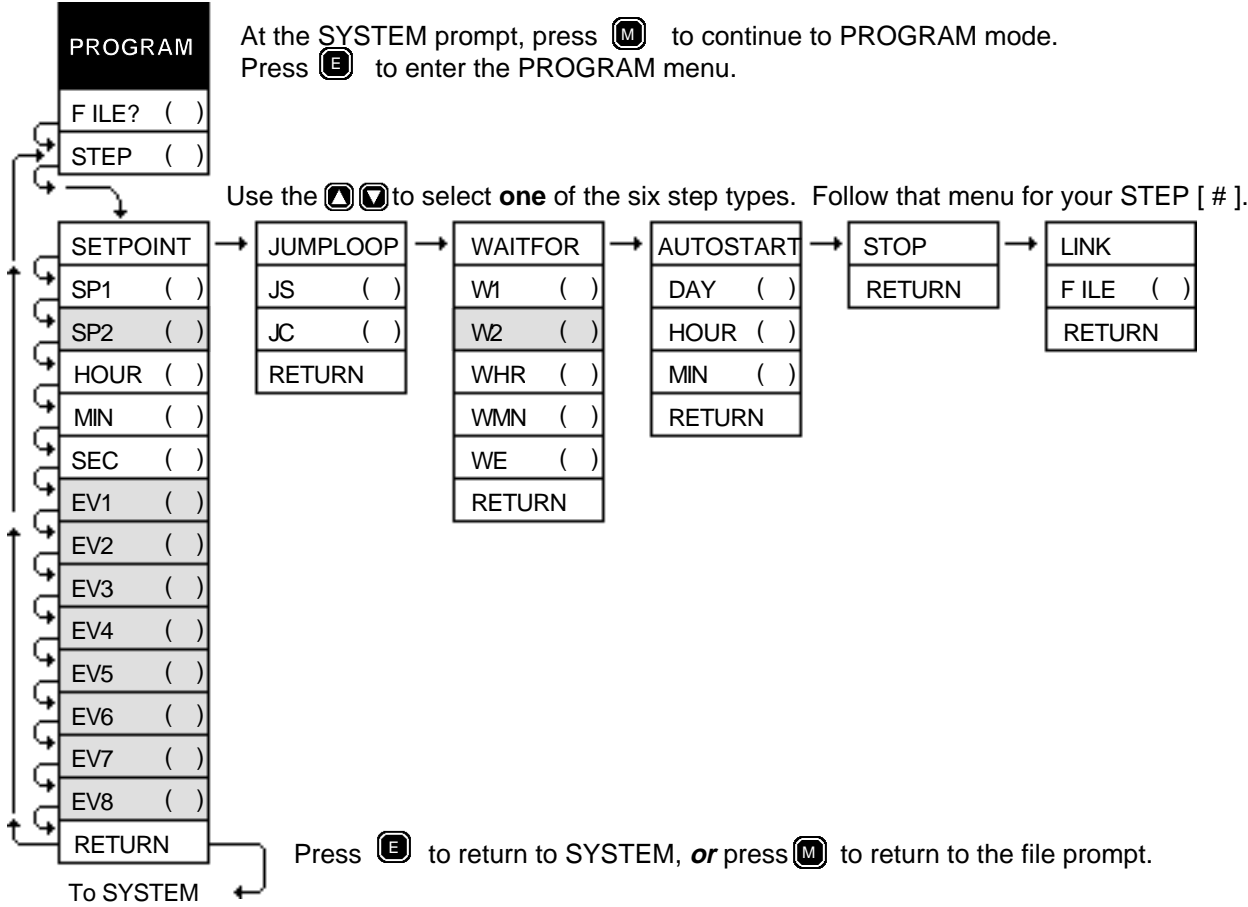 PROGRAM
At the SYSTEM prompt, press M to continue to PROGRAM mode.
Press E to enter the PROGRAM menu.
FILE? ( )
STEP ( )
Use the ▲ ▼ to select one of the six step types. Follow that menu for your STEP [ # ].
SETPOINT
SP1 ( )
SP2 ( )
HOUR ( )
MIN ( )
SEC ( )
EV1 ( )
EV2 ( )
EV3 ( )
EV4 ( )
EV5 ( )
EV6 ( )
EV7 ( )
EV8 ( )
RETURN
JUMPLOOP
JS ( )
JC ( )
RETURN
WAITFOR
W1 ( )
W2 ( )
WHR ( )
WMN ( )
WE ( )
RETURN
AUTOSTART
DAY ( )
HOUR ( )
MIN ( )
RETURN
STOP
RETURN
LINK
FILE ( )
RETURN
Press E to return to SYSTEM, or press M to return to the file prompt.
To SYSTEM